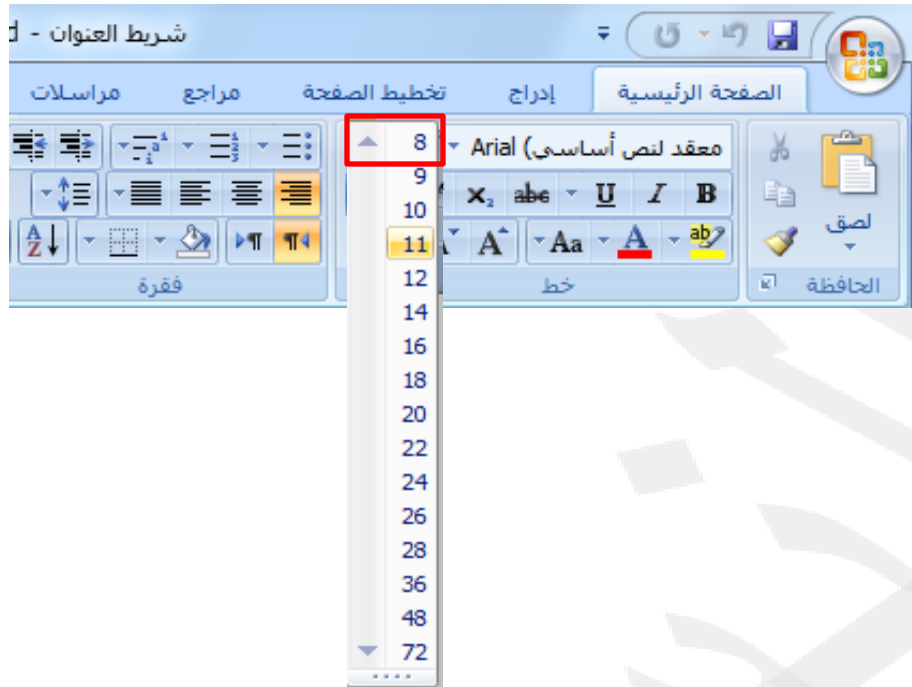 شريط العنوان - d
الصفحة الرئيسية إدراج تخطيط الصفحة مراجع مراسلات
Arial (معقد لنص أساسي 8
B I U abe x₂ 9
10
لصق
ab A Aa A A 11
الحافظة خط فقرة
12
14
16
18
20
22
24
26
28
36
48
72